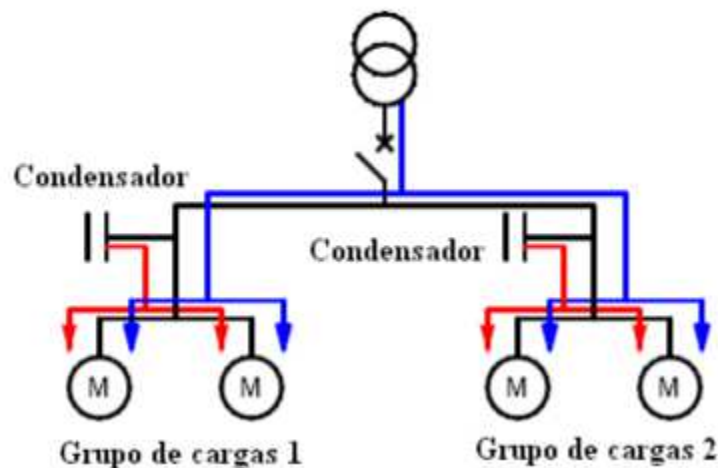 Condensador
Condensador
M
M
M
M
Grupo de cargas 1
Grupo de cargas 2